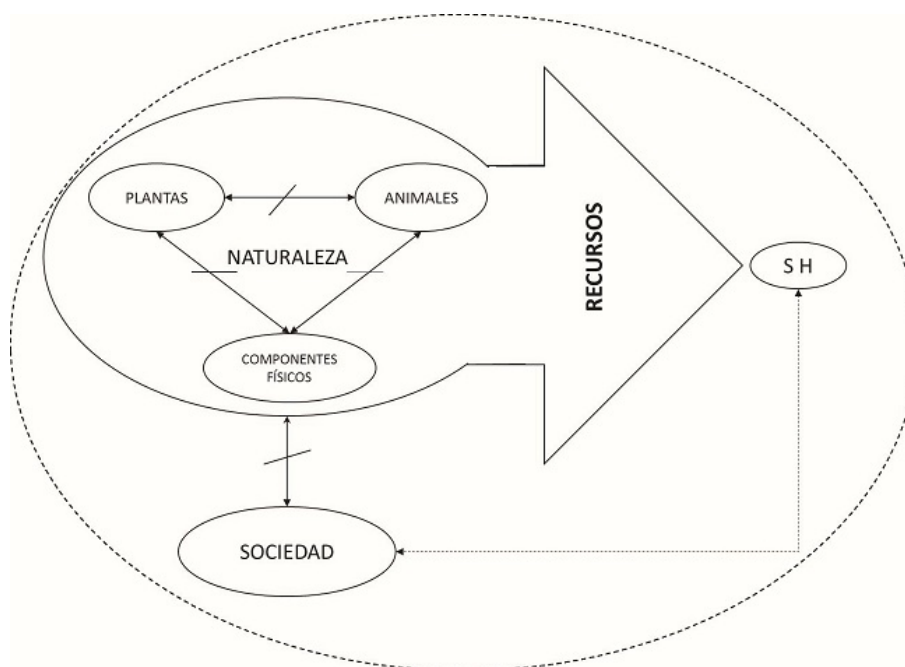 PLANTAS
ANIMALES
NATURALEZA
COMPONENTES
FÍSICOS
RECURSOS
S H
SOCIEDAD